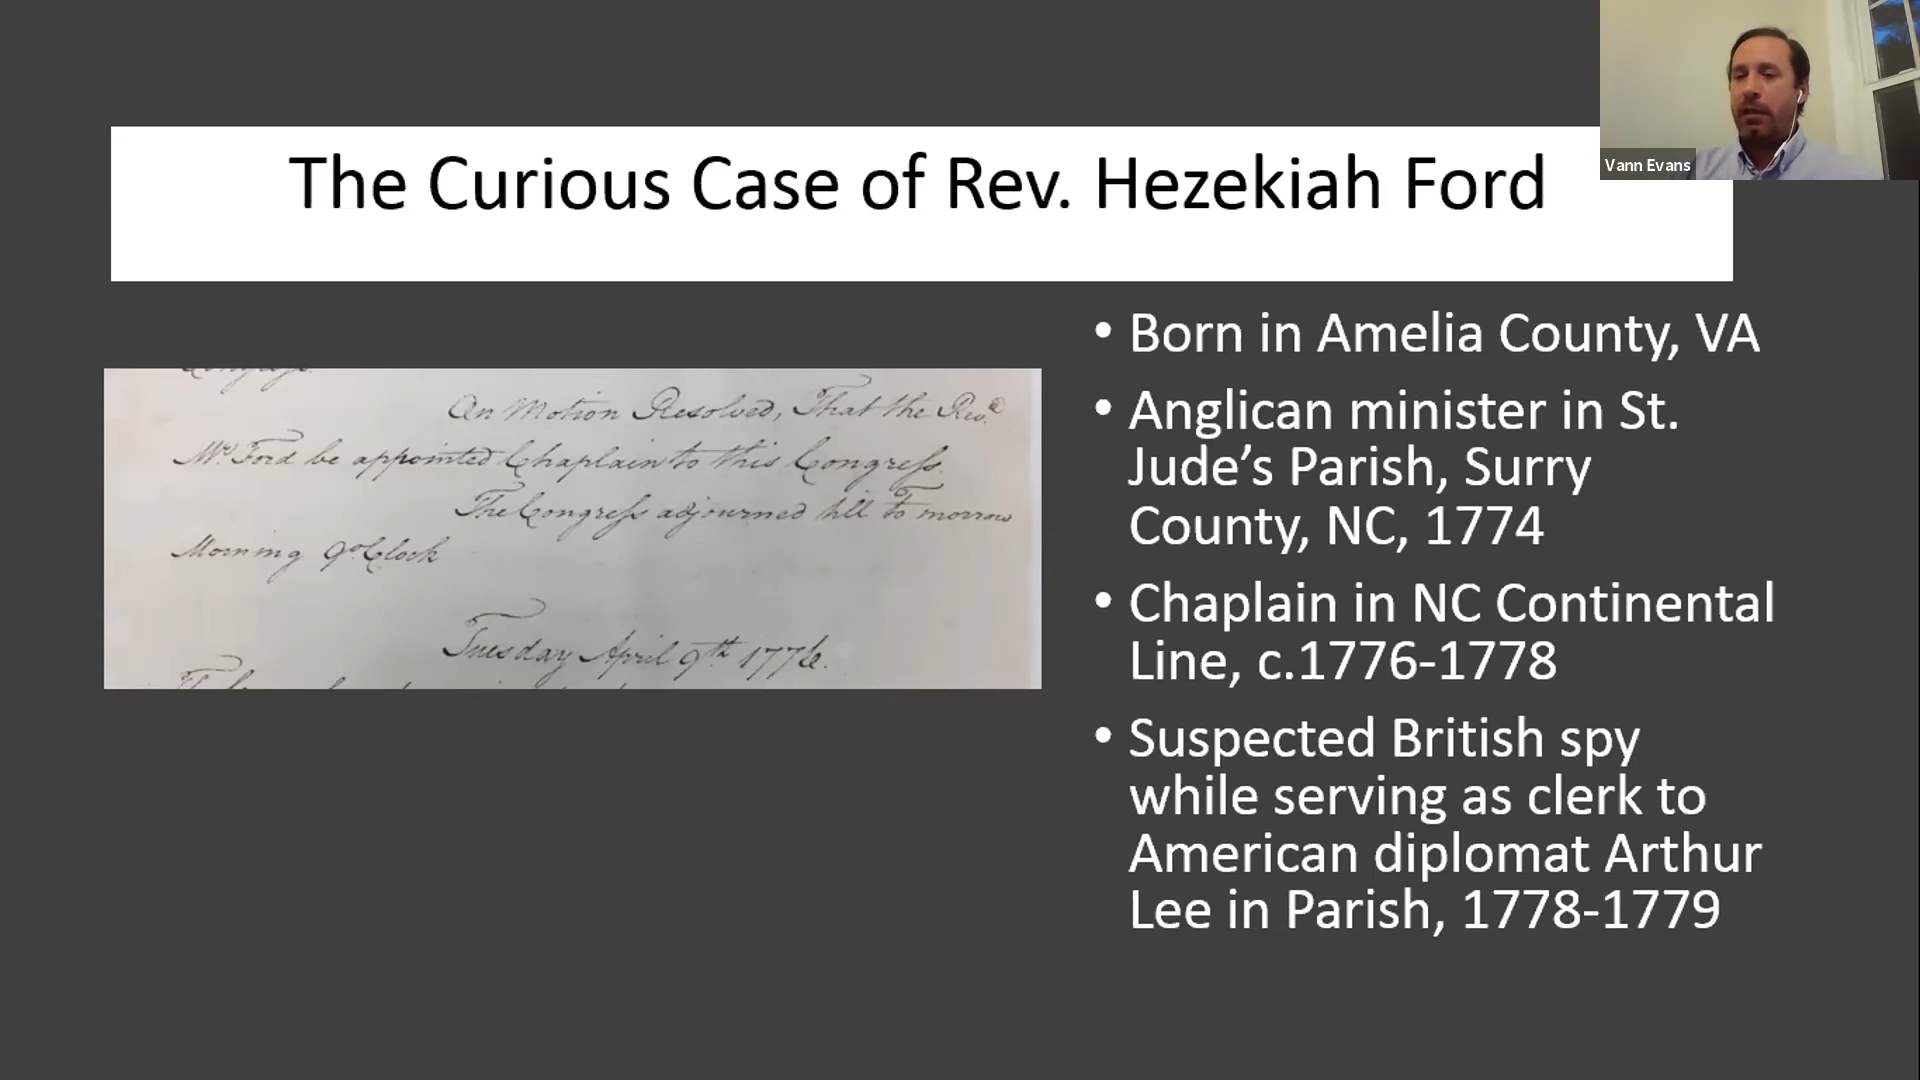 The Curious Case of Rev. Hezekiah Ford
Vann Evans
Congress.
On Motion Resolved, That the Rev.d
Mr. Ford be appointed Chaplain to this Congress.
The Congress adjourned till To morrow
Morning 9 o'Clock
Tuesday April 9th 1776.
• Born in Amelia County, VA
• Anglican minister in St.
Jude’s Parish, Surry
County, NC, 1774
• Chaplain in NC Continental
Line, c.1776-1778
• Suspected British spy
while serving as clerk to
American diplomat Arthur
Lee in Parish, 1778-1779